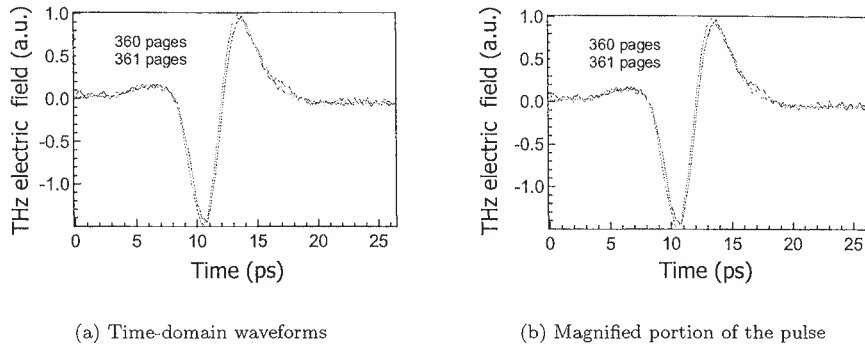 1.0
0.5
0.0
-0.5
-1.0
THz electric field (a.u.)
360 pages
361 pages
0 5 10 15 20 25
Time (ps)
(a) Time-domain waveforms
1.0
0.5
0.0
-0.5
-1.0
THz electric field (a.u.)
360 pages
361 pages
0 5 10 15 20 25
Time (ps)
(b) Magnified portion of the pulse